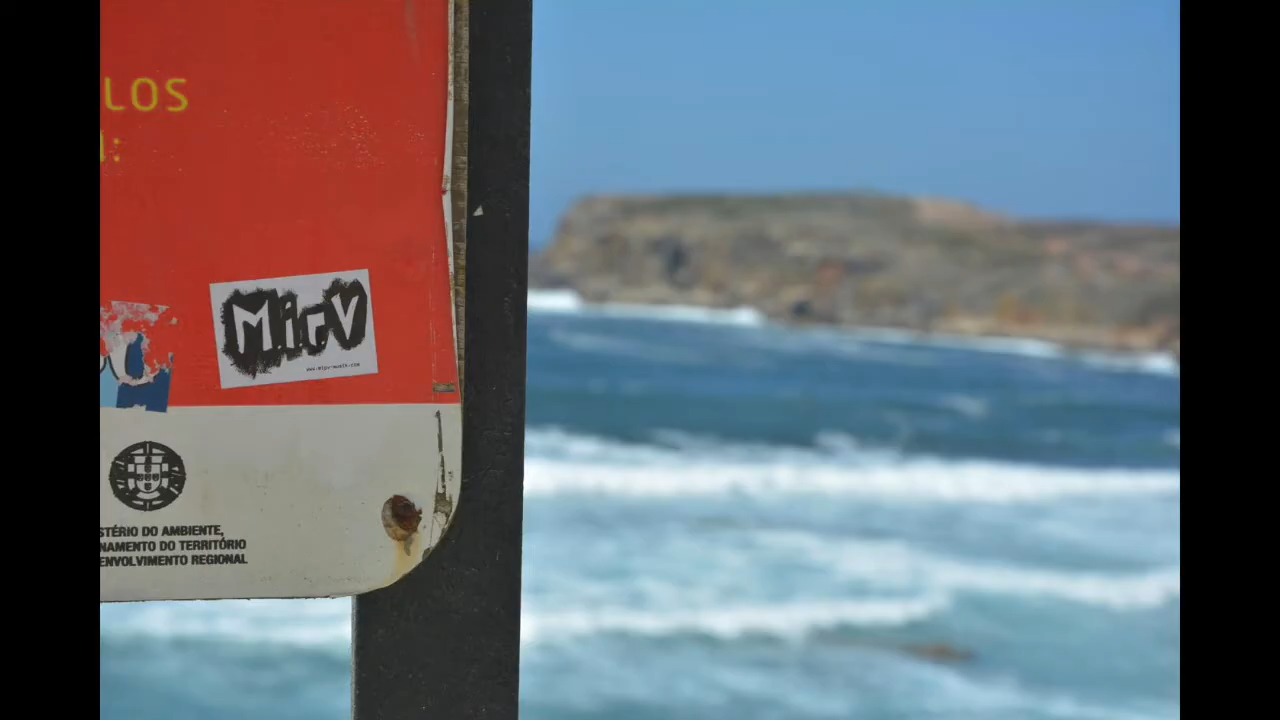 LOS
:
MirV
STÉRIO DO AMBIENTE,
NAMENTO DO TERRITÓRIO
ENVOLVIMENTO REGIONAL